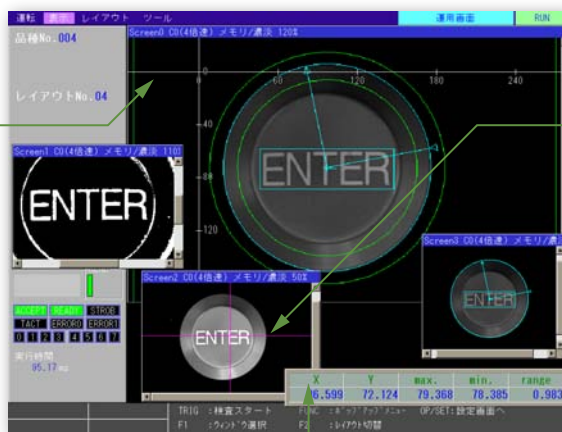 運転 表示 レイアウト ツール 運用画面 RUN
品種No.004
レイアウトNo.04
Screen0 C0(4倍速) メモリ/濃淡 120%
0 60 120 180 240
-40
-80
-120
ENTER
Screen1 C0(4倍速) メモリ/濃淡 110%
ENTER
Screen2 C0(4倍速) メモリ/濃淡 50%
ENTER
Screen3 C0(4倍速) メモリ/濃
ENTER
ACCEPT READY STROB
TACT ERROR0 ERROR1
0 1 2 3 4 5 6 7
実行時間
95.17ms
X Y max. min. range
6.599 72.124 79.368 78.385 0.983
TRIG :検査スタート FUNC :ポップアップメニュー OP/SET:設定画面へ
F1 :ウィンドウ選択 F2 :レイアウト切替